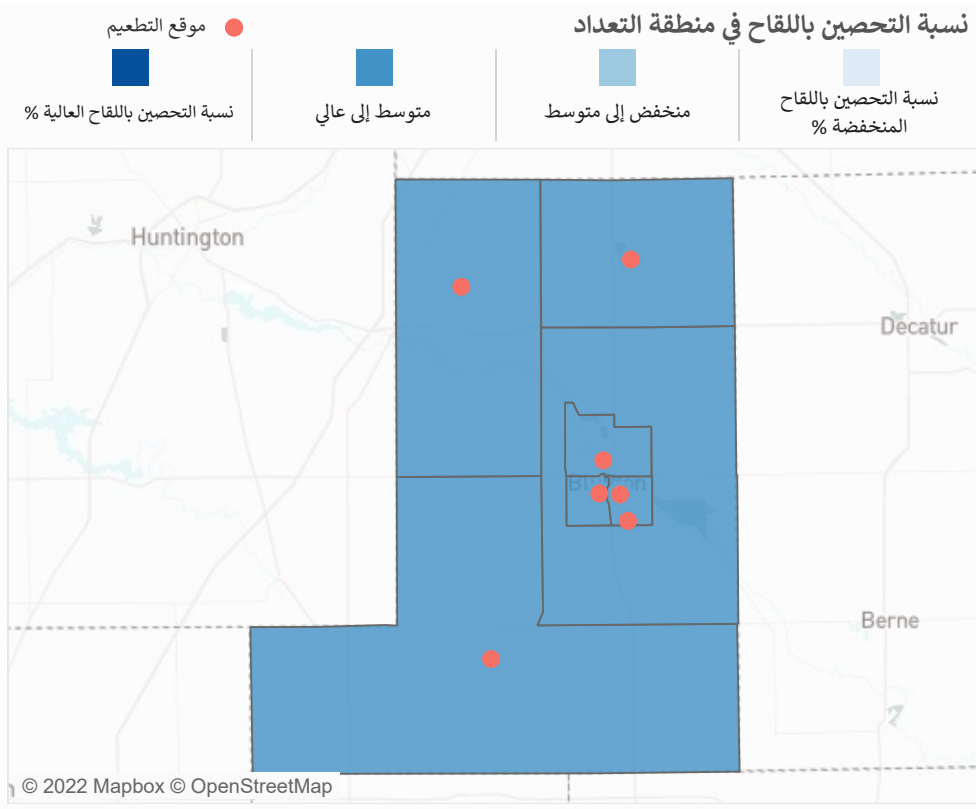 نسبة التحصين باللقاح في منطقة التعداد
موقع التطعيم
نسبة التحصين باللقاح
المنخفضة %
منخفض إلى متوسط
متوسط إلى عالي
نسبة التحصين باللقاح العالية %
Huntington
Decatur
Bluffton
Berne
© 2022 Mapbox © OpenStreetMap